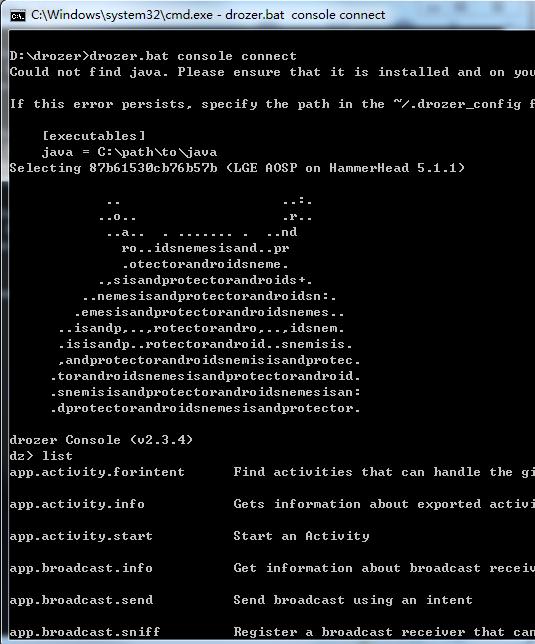 C:\Windows\system32\cmd.exe - drozer.bat  console connect
D:\drozer>drozer.bat console connect
Could not find java. Please ensure that it is installed and on you
If this error persists, specify the path in the ~/.drozer_config f
    [executables]
    java = C:\path\to\java
Selecting 87b61530cb76b57b (LGE AOSP on HammerHead 5.1.1)
            ..                    ..:.
           ..o..                  .r..
            ..a..  . ....... .  ..nd
              ro..idsnemesisand..pr
              .otectorandroidsneme.
           .,sisandprotectorandroids+.
         ..nemesisandprotectorandroidsn:.
        .emesisandprotectorandroidsnemes..
      ..isandp,..,rotectorandro,..,idsnem.
      .isisandp..rotectorandroid..snemisis.
      ,andprotectorandroidsnemisisandprotec.
     .torandroidsnemesisandprotectorandroid.
     .snemisisandprotectorandroidsnemesisan:
     .dprotectorandroidsnemesisandprotector.
drozer Console (v2.3.4)
dz> list
app.activity.forintent      Find activities that can handle the gi
app.activity.info           Gets information about exported activi
app.activity.start          Start an Activity
app.broadcast.info          Get information about broadcast receiv
app.broadcast.send          Send broadcast using an intent
app.broadcast.sniff         Register a broadcast receiver that can